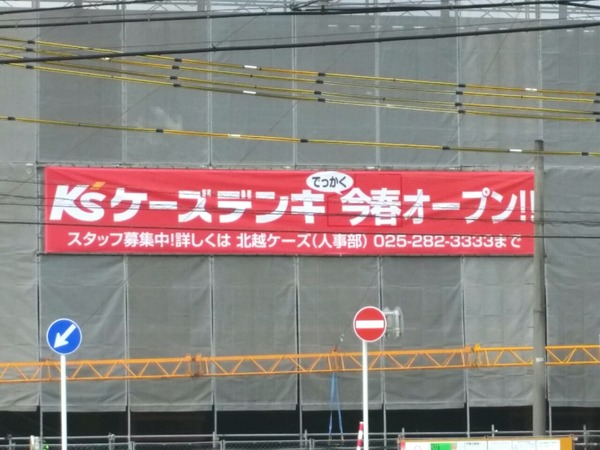 K's ケーズデンキ でっかく 今春オープン!!
スタッフ募集中!詳しくは 北越ケーズ(人事部) 025-282-3333まで